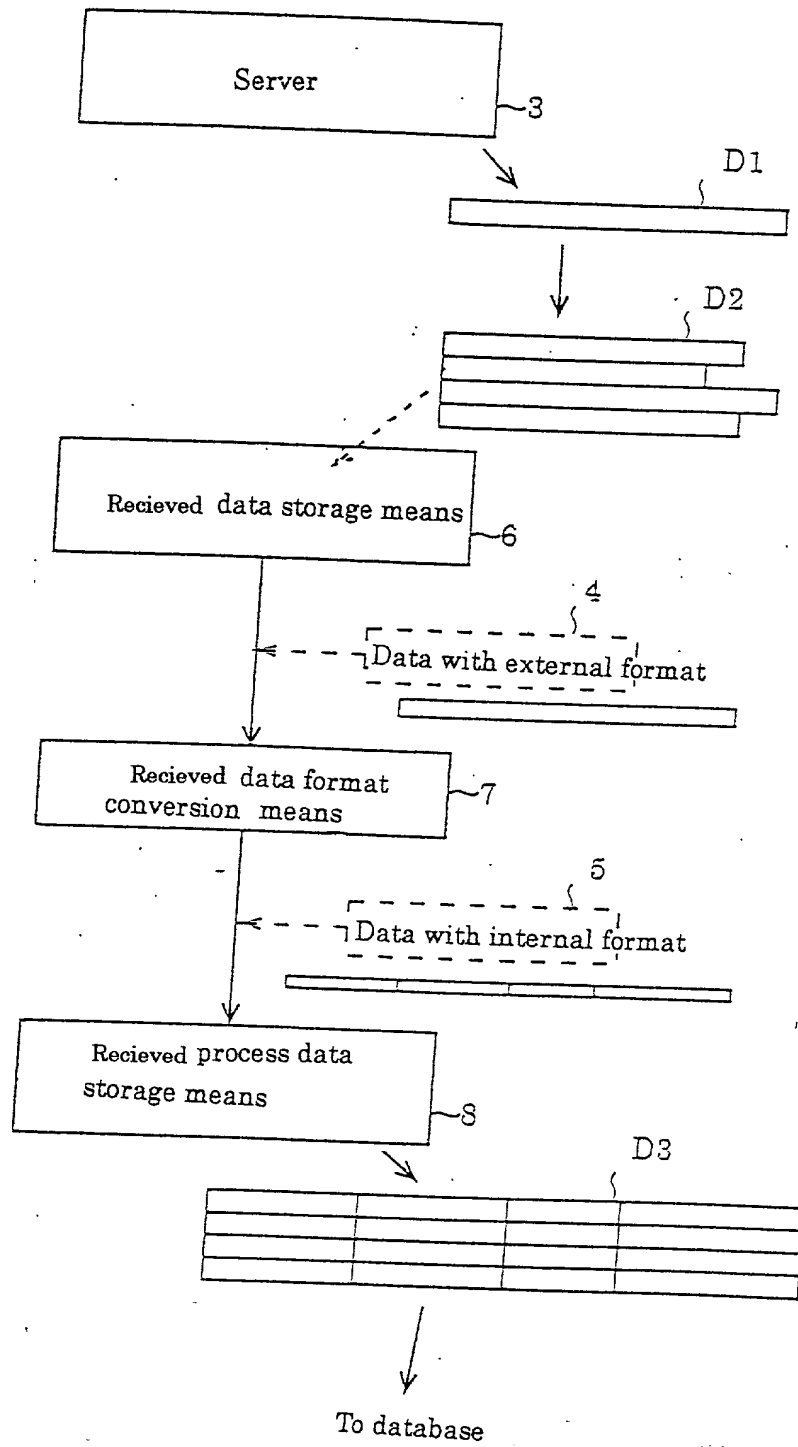 Server
3
D1
D2
Recieved data storage means
6
4
Data with external format
Recieved data format
conversion means
7
5
Data with internal format
Recieved process data
storage means
8
D3
To database